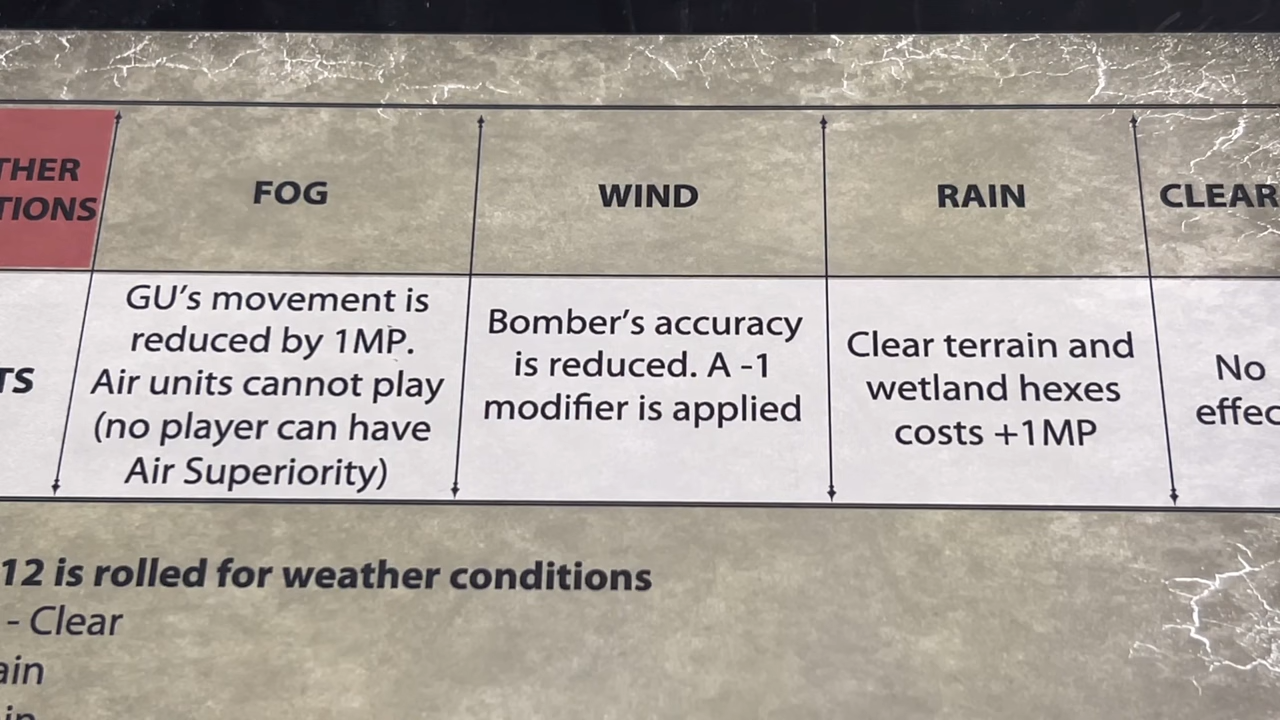 THER
TIONS
FOG
WIND
RAIN
CLEAR
TS
GU's movement is
reduced by 1MP.
Air units cannot play
(no player can have
Air Superiority)
Bomber's accuracy
is reduced. A -1
modifier is applied
Clear terrain and
wetland hexes
costs +1MP
No
effec
12 is rolled for weather conditions
- Clear
ain
in